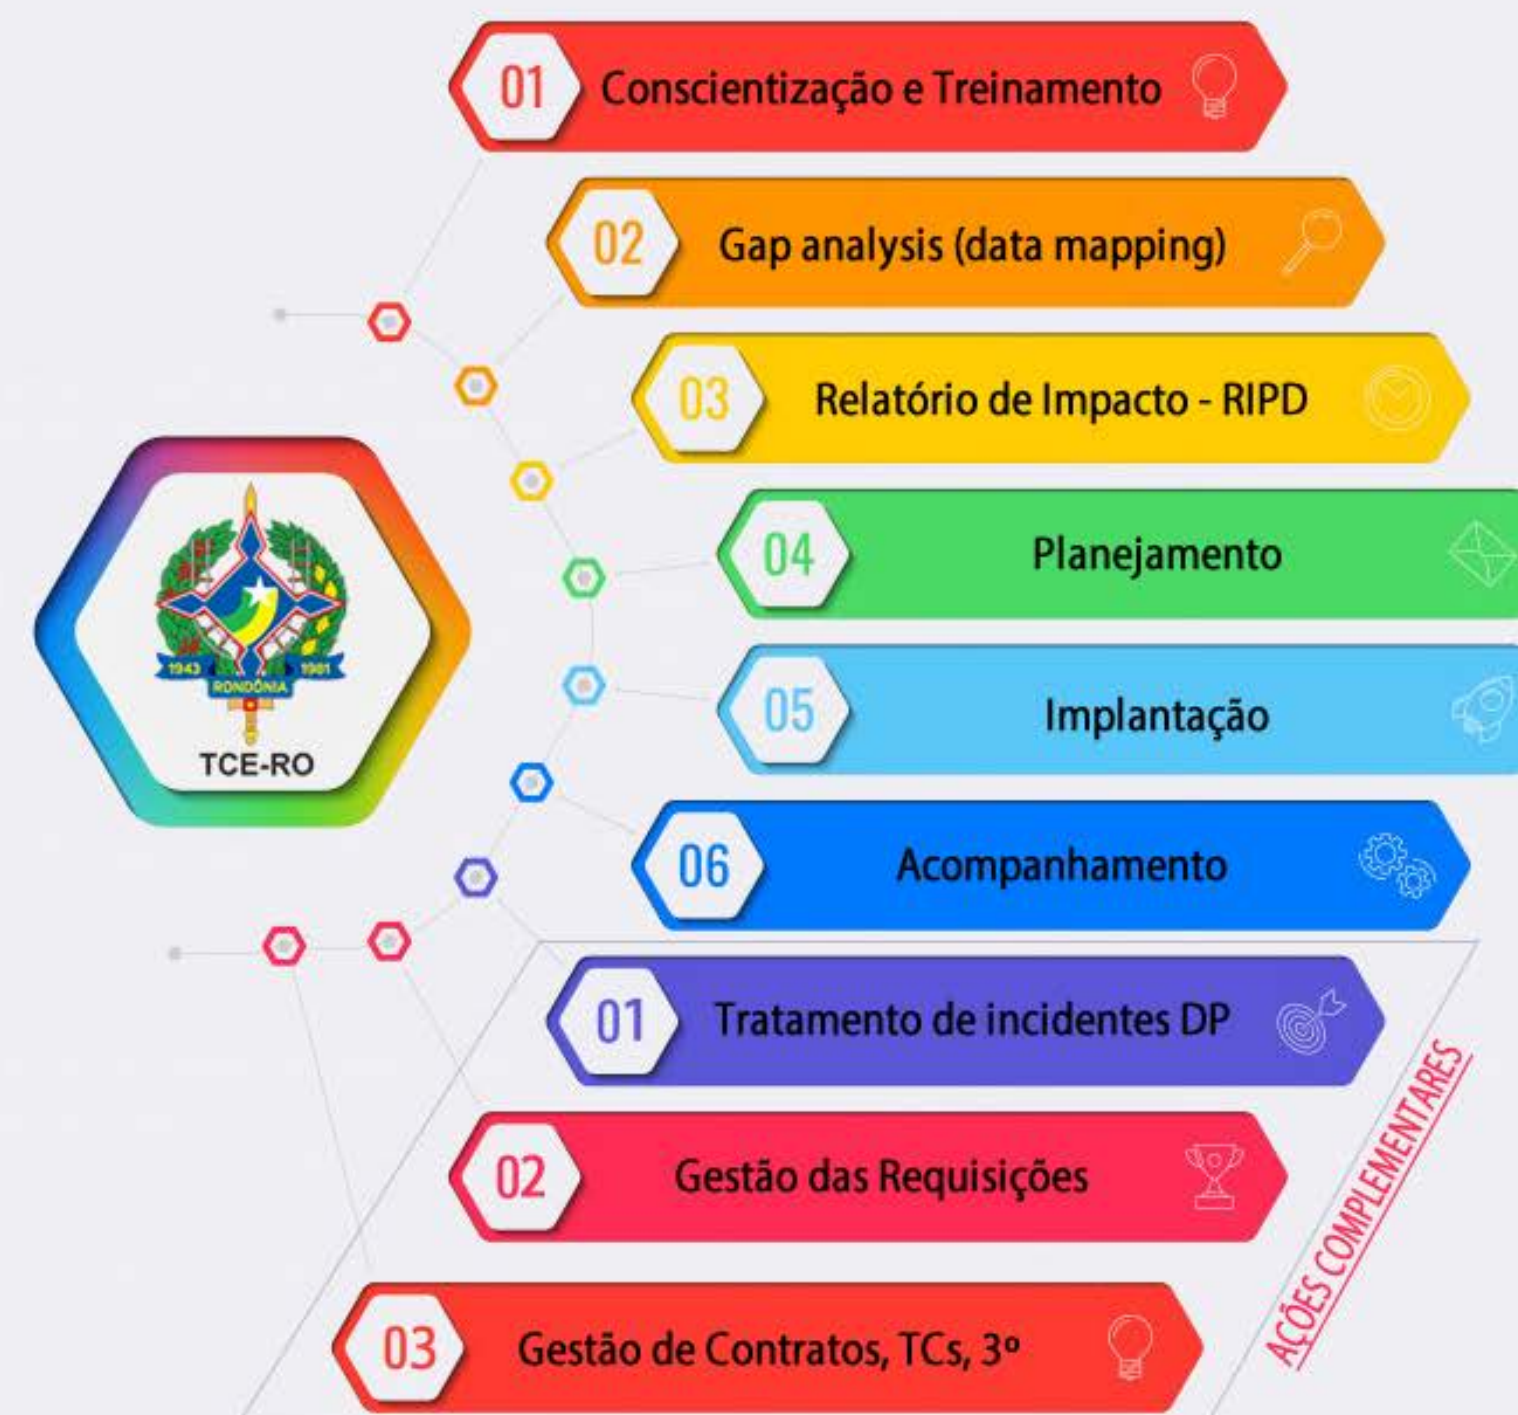 01 Conscientização e Treinamento
02 Gap analysis (data mapping)
03 Relatório de Impacto - RIPD
04 Planejamento
05 Implantação
06 Acompanhamento
1943 1981
RONDÔNIA
TCE-RO
01 Tratamento de incidentes DP
02 Gestão das Requisições
03 Gestão de Contratos, TCs, 3º
AÇÕES COMPLEMENTARES